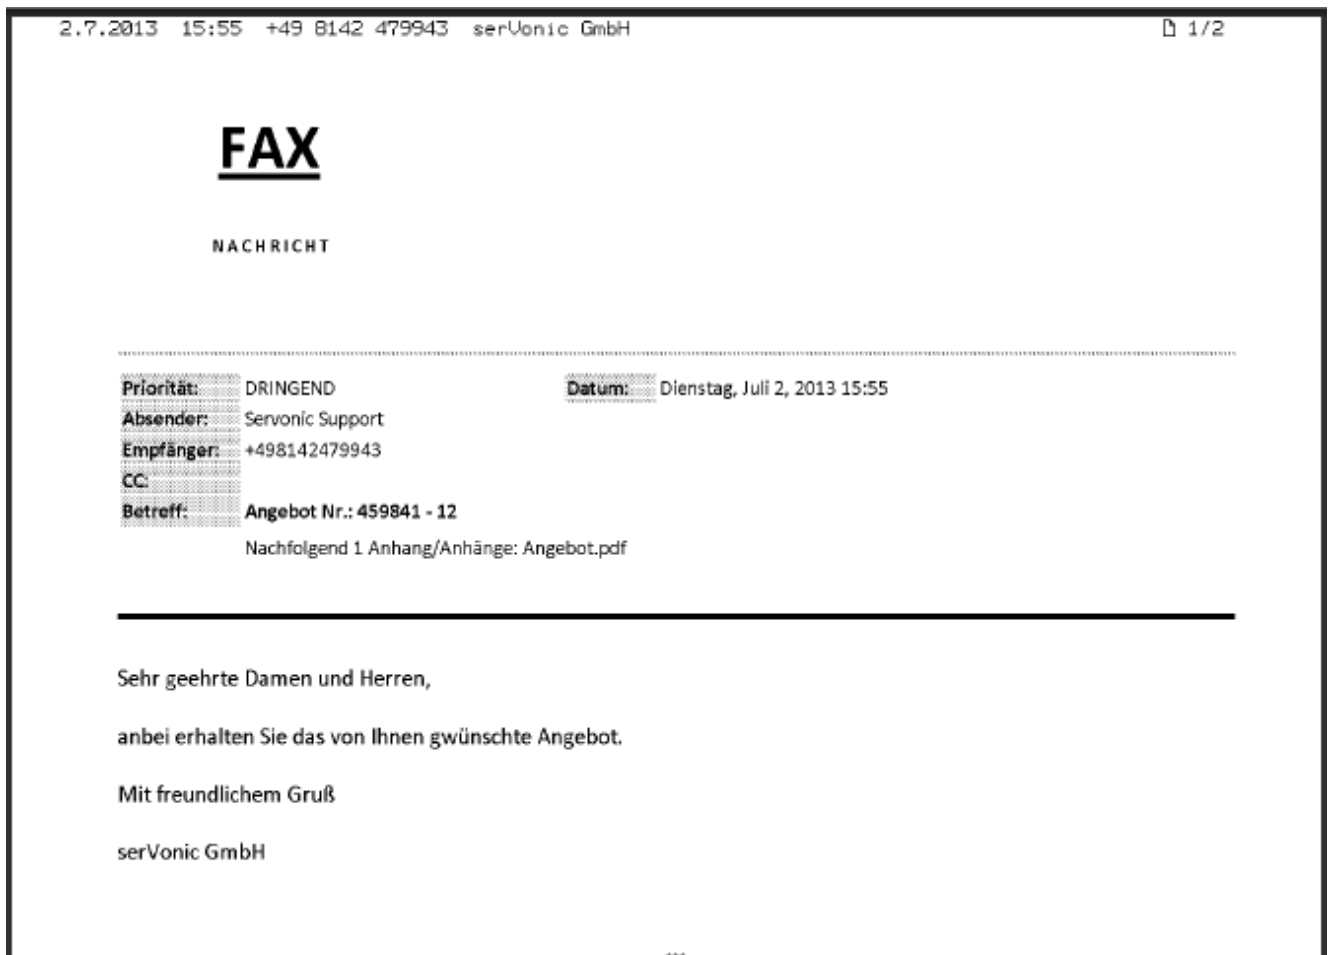 2.7.2013 15:55 +49 8142 479943 serVonic GmbH 1/2
FAX
NACHRICHT
Priorität: DRINGEND Datum: Dienstag, Juli 2, 2013 15:55
Absender: Servonic Support
Empfänger: +498142479943
CC:
Betreff: Angebot Nr.: 459841 - 12
Nachfolgend 1 Anhang/Anhänge: Angebot.pdf
Sehr geehrte Damen und Herren,
anbei erhalten Sie das von Ihnen gwünschte Angebot.
Mit freundlichem Gruß
serVonic GmbH